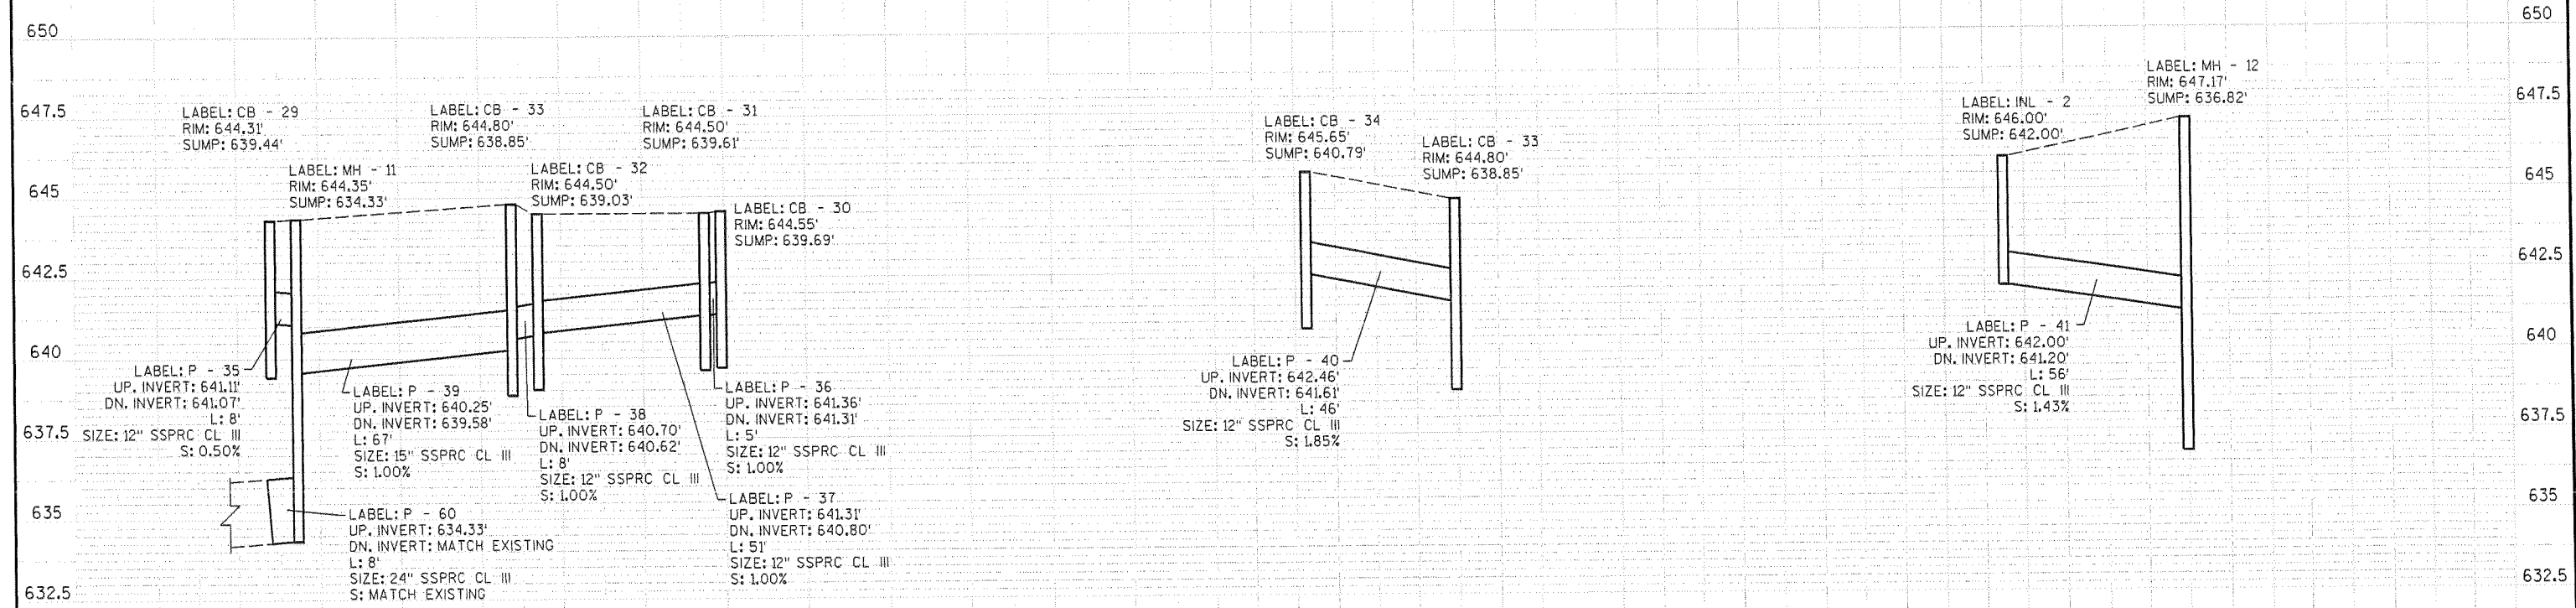 650
647.5
645
642.5
640
637.5
635
632.5
LABEL: CB - 29
RIM: 644.31'
SUMP: 639.44'
LABEL: MH - 11
RIM: 644.35'
SUMP: 634.33'
LABEL: CB - 33
RIM: 644.80'
SUMP: 638.85'
LABEL: CB - 32
RIM: 644.50'
SUMP: 639.03'
LABEL: CB - 31
RIM: 644.50'
SUMP: 639.61'
LABEL: CB - 30
RIM: 644.55'
SUMP: 639.69'
LABEL: P - 35
UP. INVERT: 641.11'
DN. INVERT: 641.07'
L: 8'
SIZE: 12" SSPRC CL III
S: 0.50%
LABEL: P - 39
UP. INVERT: 640.25'
DN. INVERT: 639.58'
L: 67'
SIZE: 15" SSPRC CL III
S: 1.00%
LABEL: P - 38
UP. INVERT: 640.70'
DN. INVERT: 640.62'
L: 8'
SIZE: 12" SSPRC CL III
S: 1.00%
LABEL: P - 36
UP. INVERT: 641.36'
DN. INVERT: 641.31'
L: 5'
SIZE: 12" SSPRC CL III
S: 1.00%
LABEL: P - 37
UP. INVERT: 641.31'
DN. INVERT: 640.80'
L: 51'
SIZE: 12" SSPRC CL III
S: 1.00%
LABEL: P - 60
UP. INVERT: 634.33'
DN. INVERT: MATCH EXISTING
L: 8'
SIZE: 24" SSPRC CL III
S: MATCH EXISTING
LABEL: CB - 34
RIM: 645.65'
SUMP: 640.79'
LABEL: CB - 33
RIM: 644.80'
SUMP: 638.85'
LABEL: P - 40
UP. INVERT: 642.46'
DN. INVERT: 641.61'
L: 46'
SIZE: 12" SSPRC CL III
S: 1.85%
LABEL: INL - 2
RIM: 646.00'
SUMP: 642.00'
LABEL: MH - 12
RIM: 647.17'
SUMP: 636.82'
LABEL: P - 41
UP. INVERT: 642.00'
DN. INVERT: 641.20'
L: 56'
SIZE: 12" SSPRC CL III
S: 1.43%
650
647.5
645
642.5
640
637.5
635
632.5